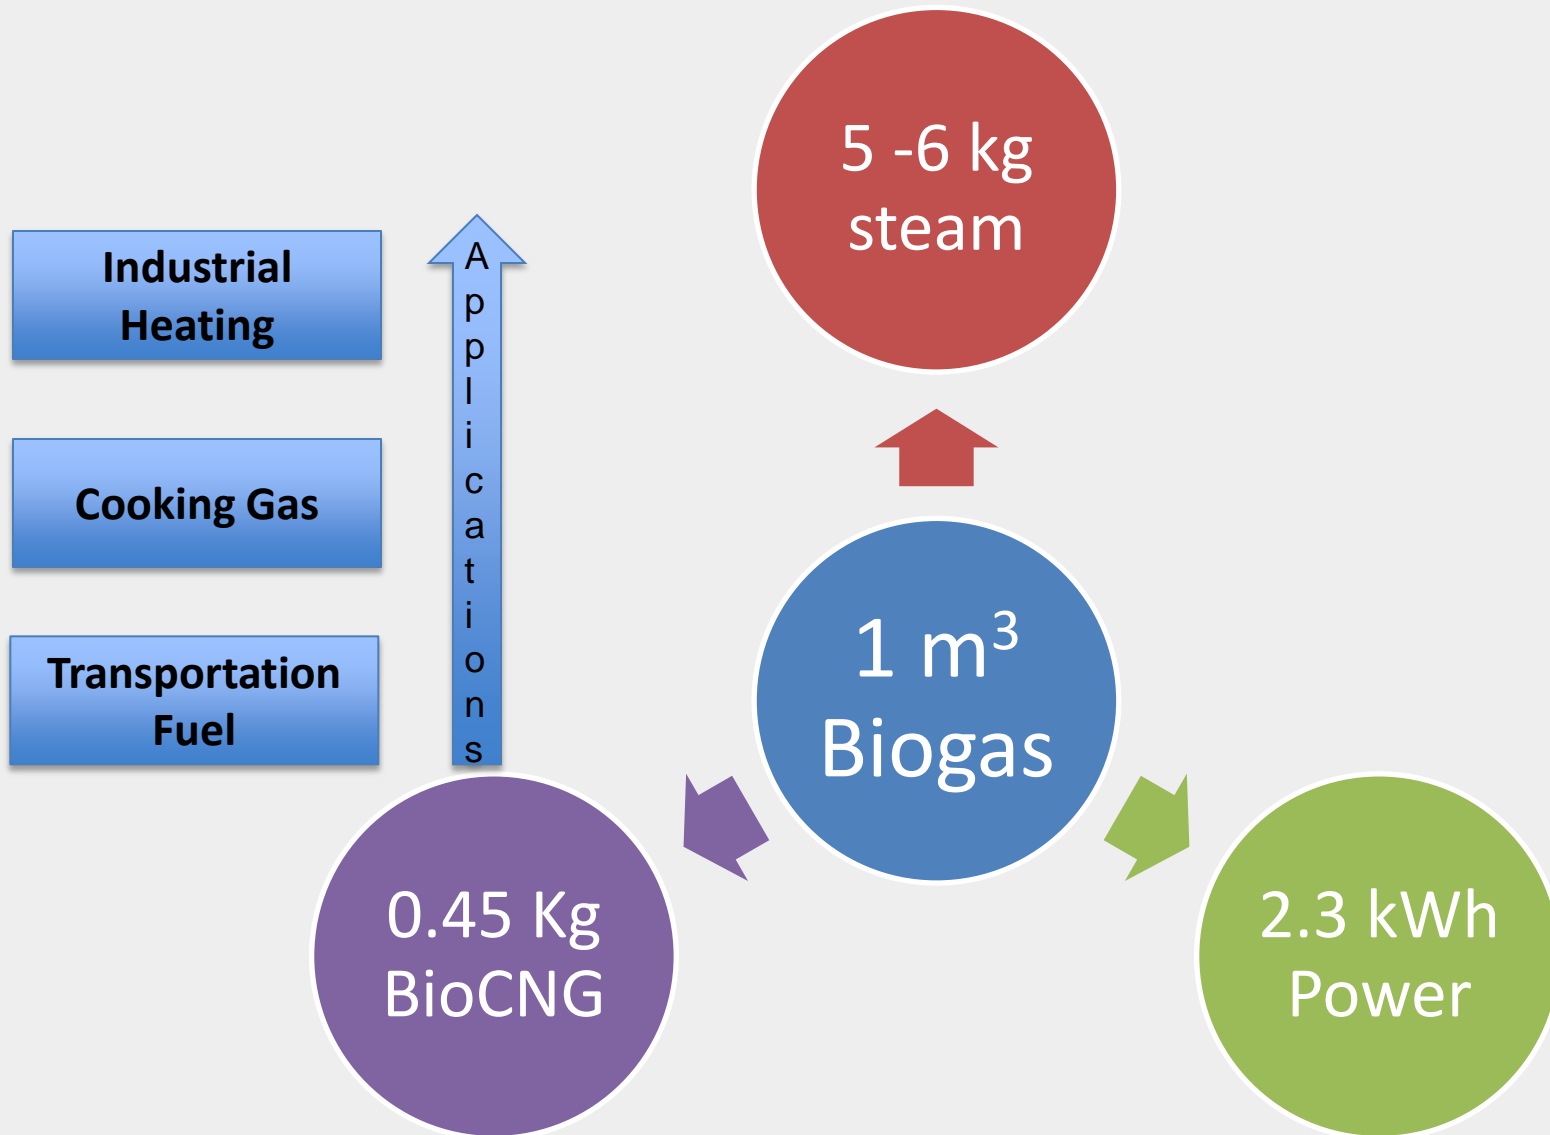 5 -6 kg
steam
Industrial
Heating
Applications
Cooking Gas
Transportation
Fuel
1 m³
Biogas
0.45 Kg
BioCNG
2.3 kWh
Power